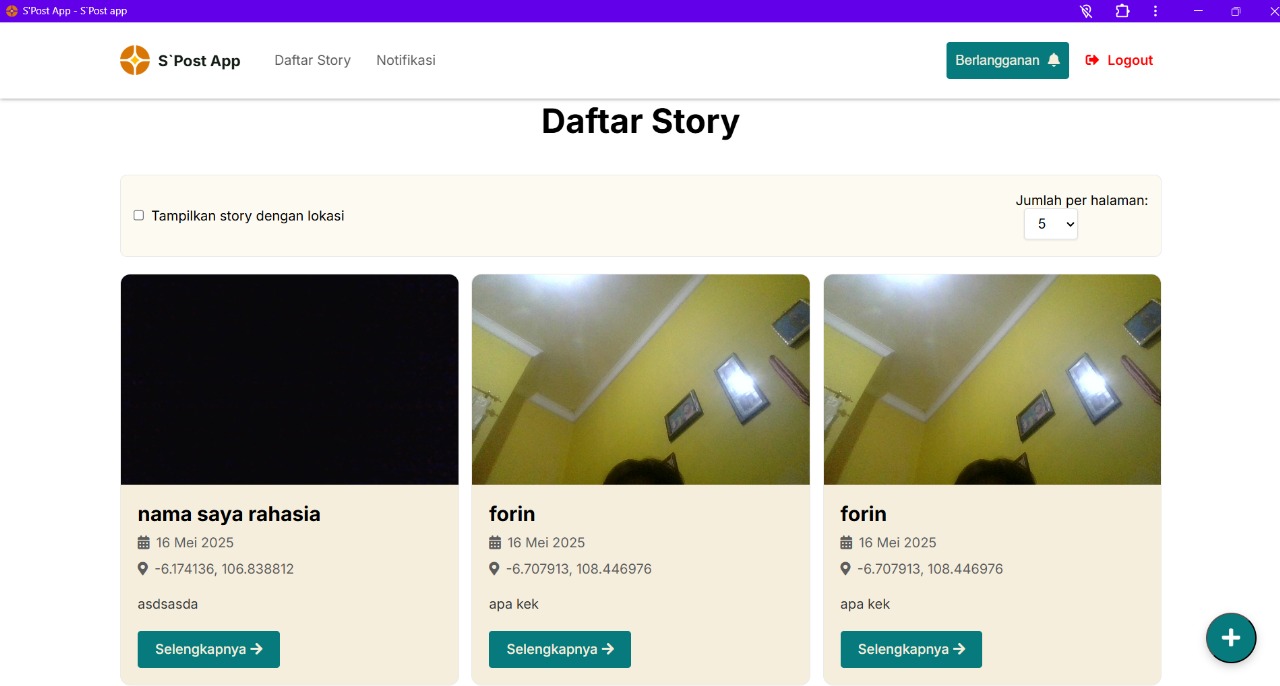 S'Post App - S`Post app
S`Post App
Daftar Story
Notifikasi
Berlangganan
Logout
Daftar Story
Tampilkan story dengan lokasi
Jumlah per halaman:
5
nama saya rahasia
16 Mei 2025
-6.174136, 106.838812
asdsasda
Selengkapnya
forin
16 Mei 2025
-6.707913, 108.446976
apa kek
Selengkapnya
forin
16 Mei 2025
-6.707913, 108.446976
apa kek
Selengkapnya